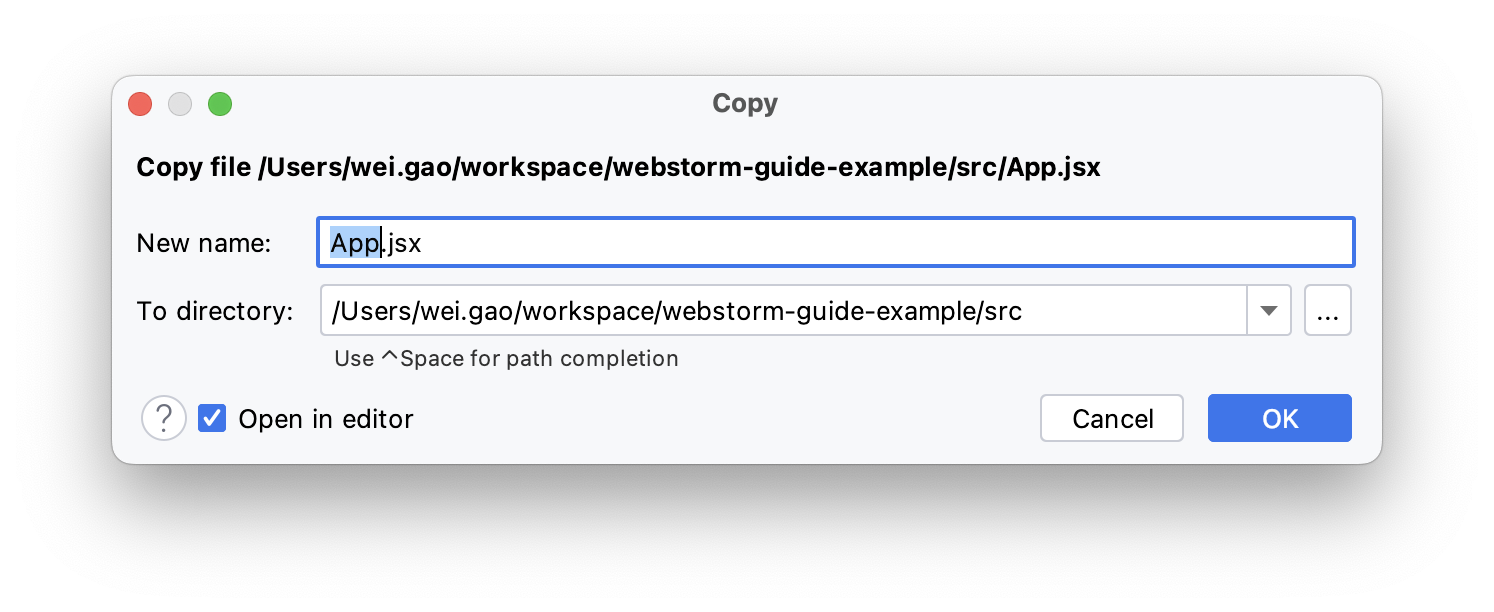 Copy
Copy file /Users/wei.gao/workspace/webstorm-guide-example/src/App.jsx
New name: App.jsx
To directory: /Users/wei.gao/workspace/webstorm-guide-example/src ...
Use ^Space for path completion
? Open in editor Cancel OK